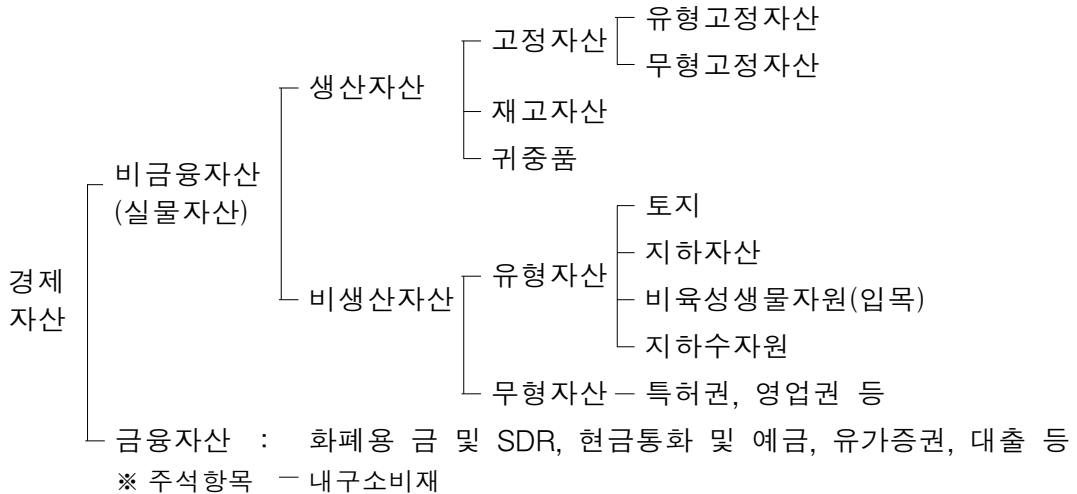 유형고정자산
고정자산
무형고정자산
생산자산
재고자산
귀중품
비금융자산
(실물자산)
토지
지하자산
유형자산
경제
자산
비생산자산
비육성생물자원(입목)
지하수자원
무형자산 － 특허권, 영업권 등
금융자산 : 화폐용 금 및 SDR, 현금통화 및 예금, 유가증권, 대출 등
※ 주석항목 － 내구소비재